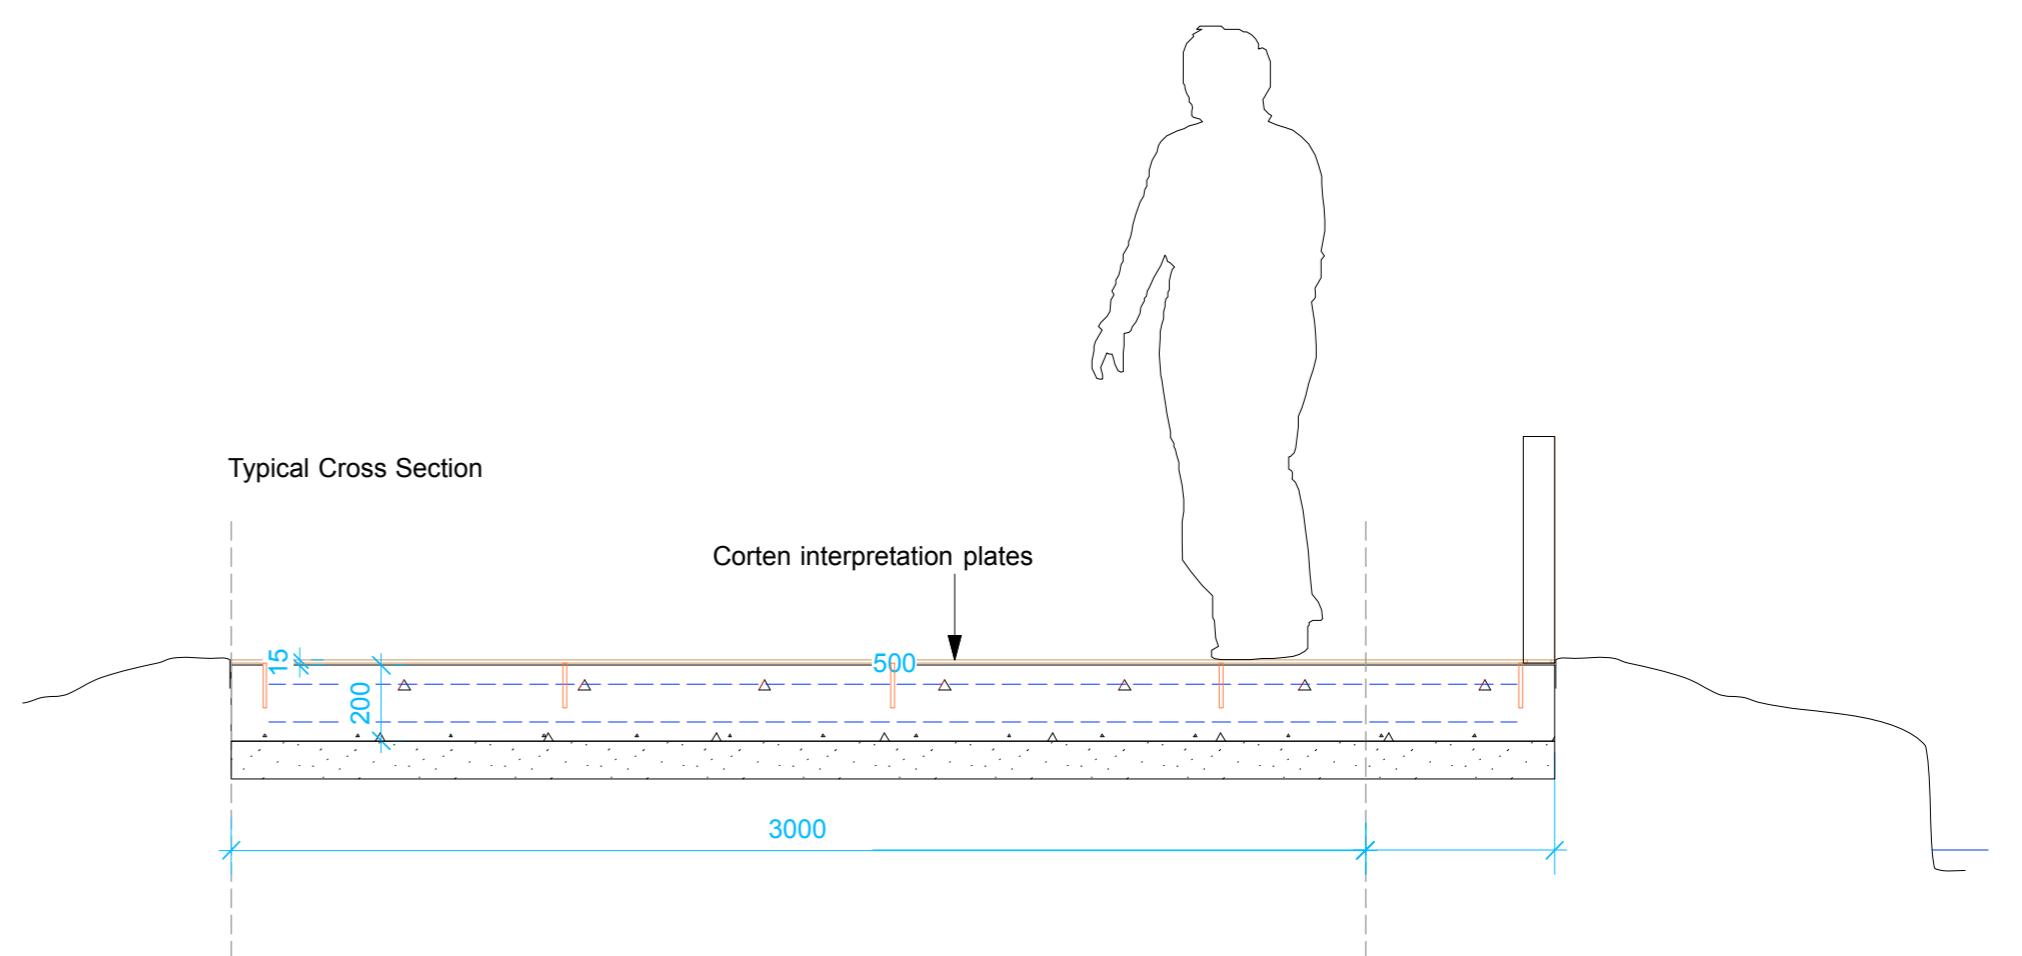 Typical Cross Section
Corten interpretation plates
15
500
200
3000